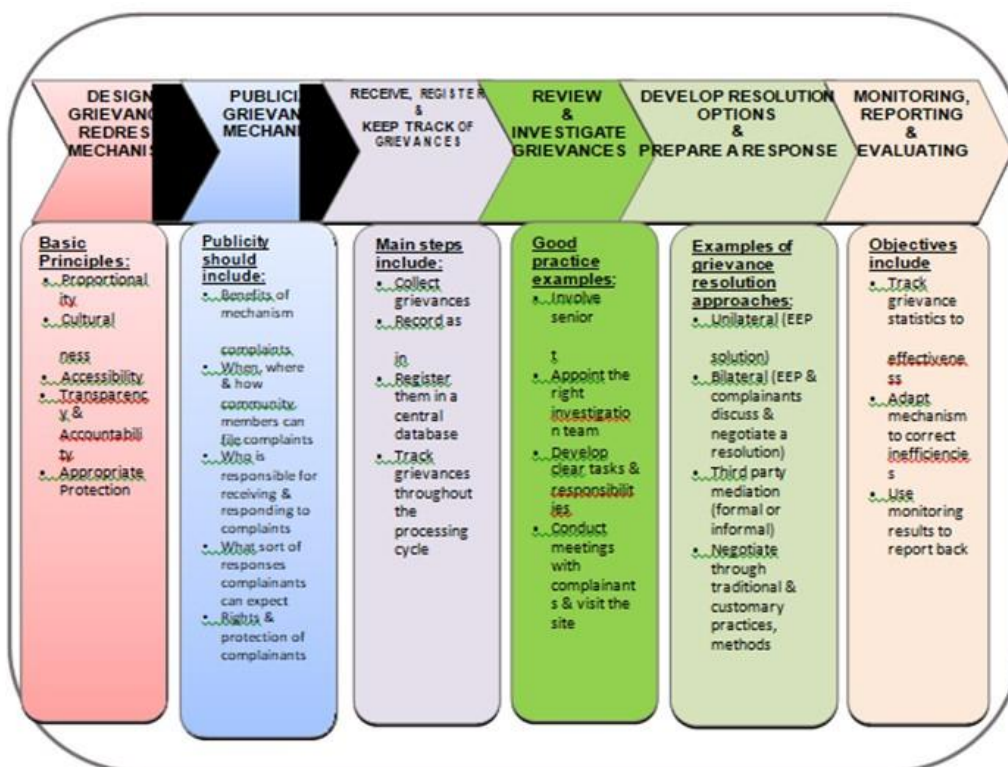 DESIGN
GRIEVANC
REDRES
MECHANIS
PUBLICI
GRIEVAN
MECHANI
RECEIVE, REGISTER
&
KEEP TRACK OF
GRIEVANCES
REVIEW
&
INVESTIGATE
GRIEVANCES
DEVELOP RESOLUTION
OPTIONS
&
PREPARE A RESPONSE
MONITORING,
REPORTING
&
EVALUATING
Basic
Principles:
• Proportional
ity
• Cultural
ness
• Accessibility
• Transparenc
y &
Accountabili
ty
• Appropriate
Protection
Publicity
should
include:
• Benefits of
mechanism
complaints
• When, where
& how
community
members can
file complaints
• Who is
responsible for
receiving &
responding to
complaints
• What sort of
responses
complainants
can expect
• Rights &
protection of
complainants
Main steps
include:
• Collect
grievances
• Record as
in
• Register
them in a
central
database
• Track
grievances
throughout
the
processing
cycle
Good
practice
examples:
• Involve
senior
t
• Appoint the
right
investigatio
n team
• Develop
clear tasks &
responsibilit
ies
• Conduct
meetings
with
complainant
s & visit the
site
Examples of
grievance
resolution
approaches:
• Unilateral (EEP
solution)
• Bilateral (EEP &
complainants
discuss &
negotiate a
resolution)
• Third party
mediation
(formal or
informal)
• Negotiate
through
traditional &
customary
practices,
methods
Objectives
include
• Track
grievance
statistics to
effectivene
ss
• Adapt
mechanism
to correct
inefficiencie
s
• Use
monitoring
results to
report back